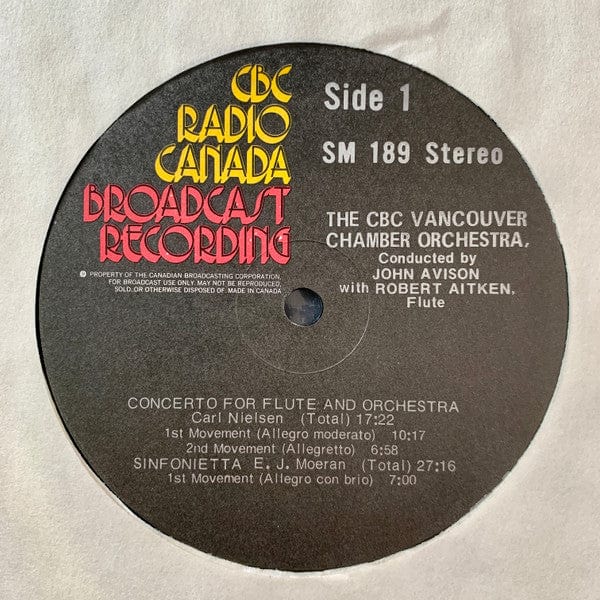 CBC
RADIO
CANADA
BROADCAST
RECORDING
℗ PROPERTY OF THE CANADIAN BROADCASTING CORPORATION.
FOR BROADCAST USE ONLY. MAY NOT BE REPRODUCED,
SOLD, OR OTHERWISE DISPOSED OF. MADE IN CANADA
Side 1
SM 189 Stereo
THE CBC VANCOUVER
CHAMBER ORCHESTRA,
Conducted by
JOHN AVISON
with ROBERT AITKEN,
Flute
CONCERTO FOR FLUTE AND ORCHESTRA
Carl Nielsen (Total) 17:22
1st Movement (Allegro moderato) 10:17
2nd Movement (Allegretto) 6:58
SINFONIETTA E. J. Moeran (Total) 27:16
1st Movement (Allegro con brio) 7:00